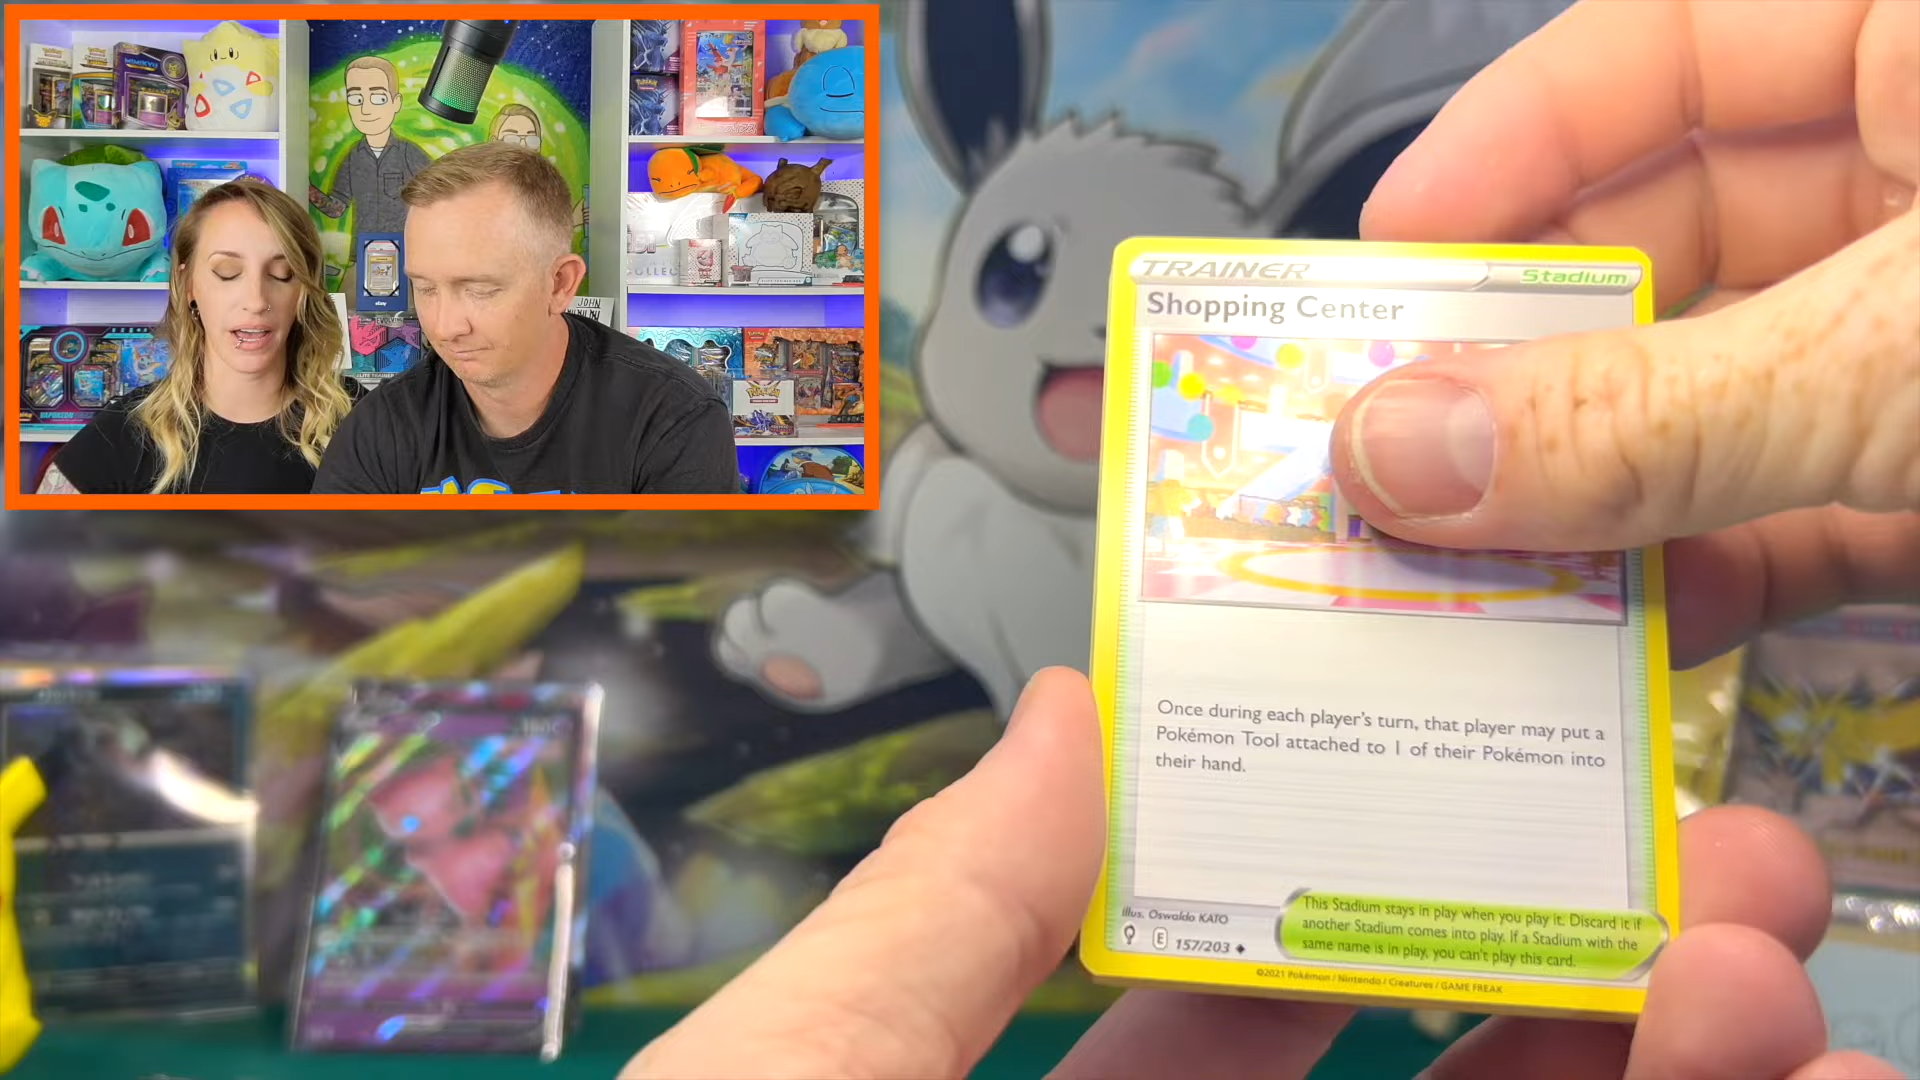 JOHN
TRAINER
Stadium
Shopping Center
Once during each player's turn, that player may put a
Pokémon Tool attached to 1 of their Pokémon into
their hand.
illus. Oswaldo KATO
E
157/203
This Stadium stays in play when you play it. Discard it if
another Stadium comes into play. If a Stadium with the
same name is in play, you can't play this card.
©2021 Pokémon / Nintendo / Creatures / GAME FREAK